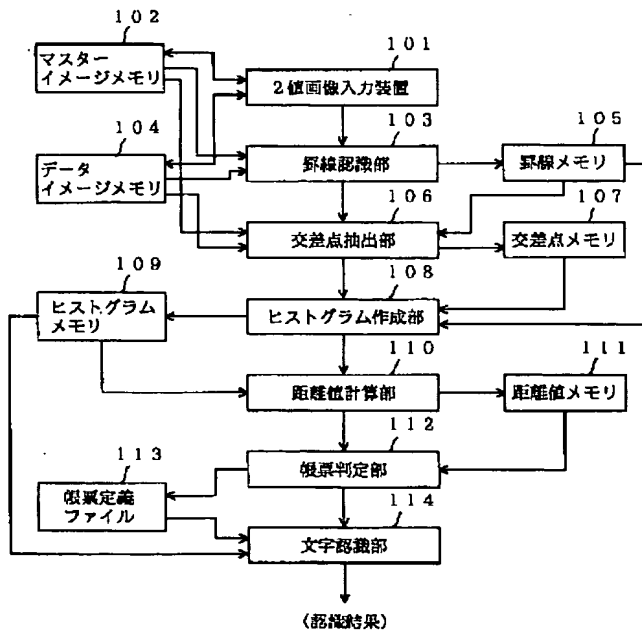 102
マスター
イメージメモリ
101
2値画像入力装置
104
データ
イメージメモリ
103
罫線認識部
105
罫線メモリ
106
交差点抽出部
107
交差点メモリ
109
ヒストグラム
メモリ
108
ヒストグラム作成部
110
距離値計算部
111
距離値メモリ
112
帳票判定部
113
帳票定義
ファイル
114
文字認識部
(認識結果)